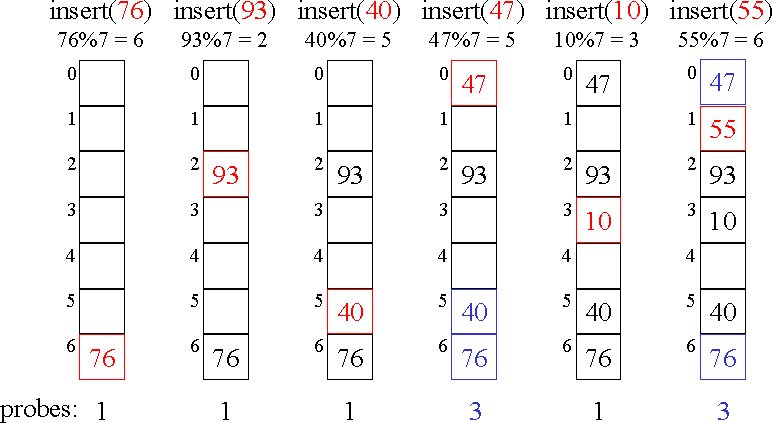 insert(76) insert(93) insert(40) insert(47) insert(10) insert(55)
76%7 = 6 93%7 = 2 40%7 = 5 47%7 = 5 10%7 = 3 55%7 = 6
0 0 0 0 47 0 47 0 47
1 1 1 1 1 1 55
2 2 93 2 93 2 93 2 93 2 93
3 3 3 3 3 10 3 10
4 4 4 4 4 4
5 5 5 40 5 40 5 40 5 40
6 76 6 76 6 76 6 76 6 76 6 76
probes: 1 1 1 3 1 3